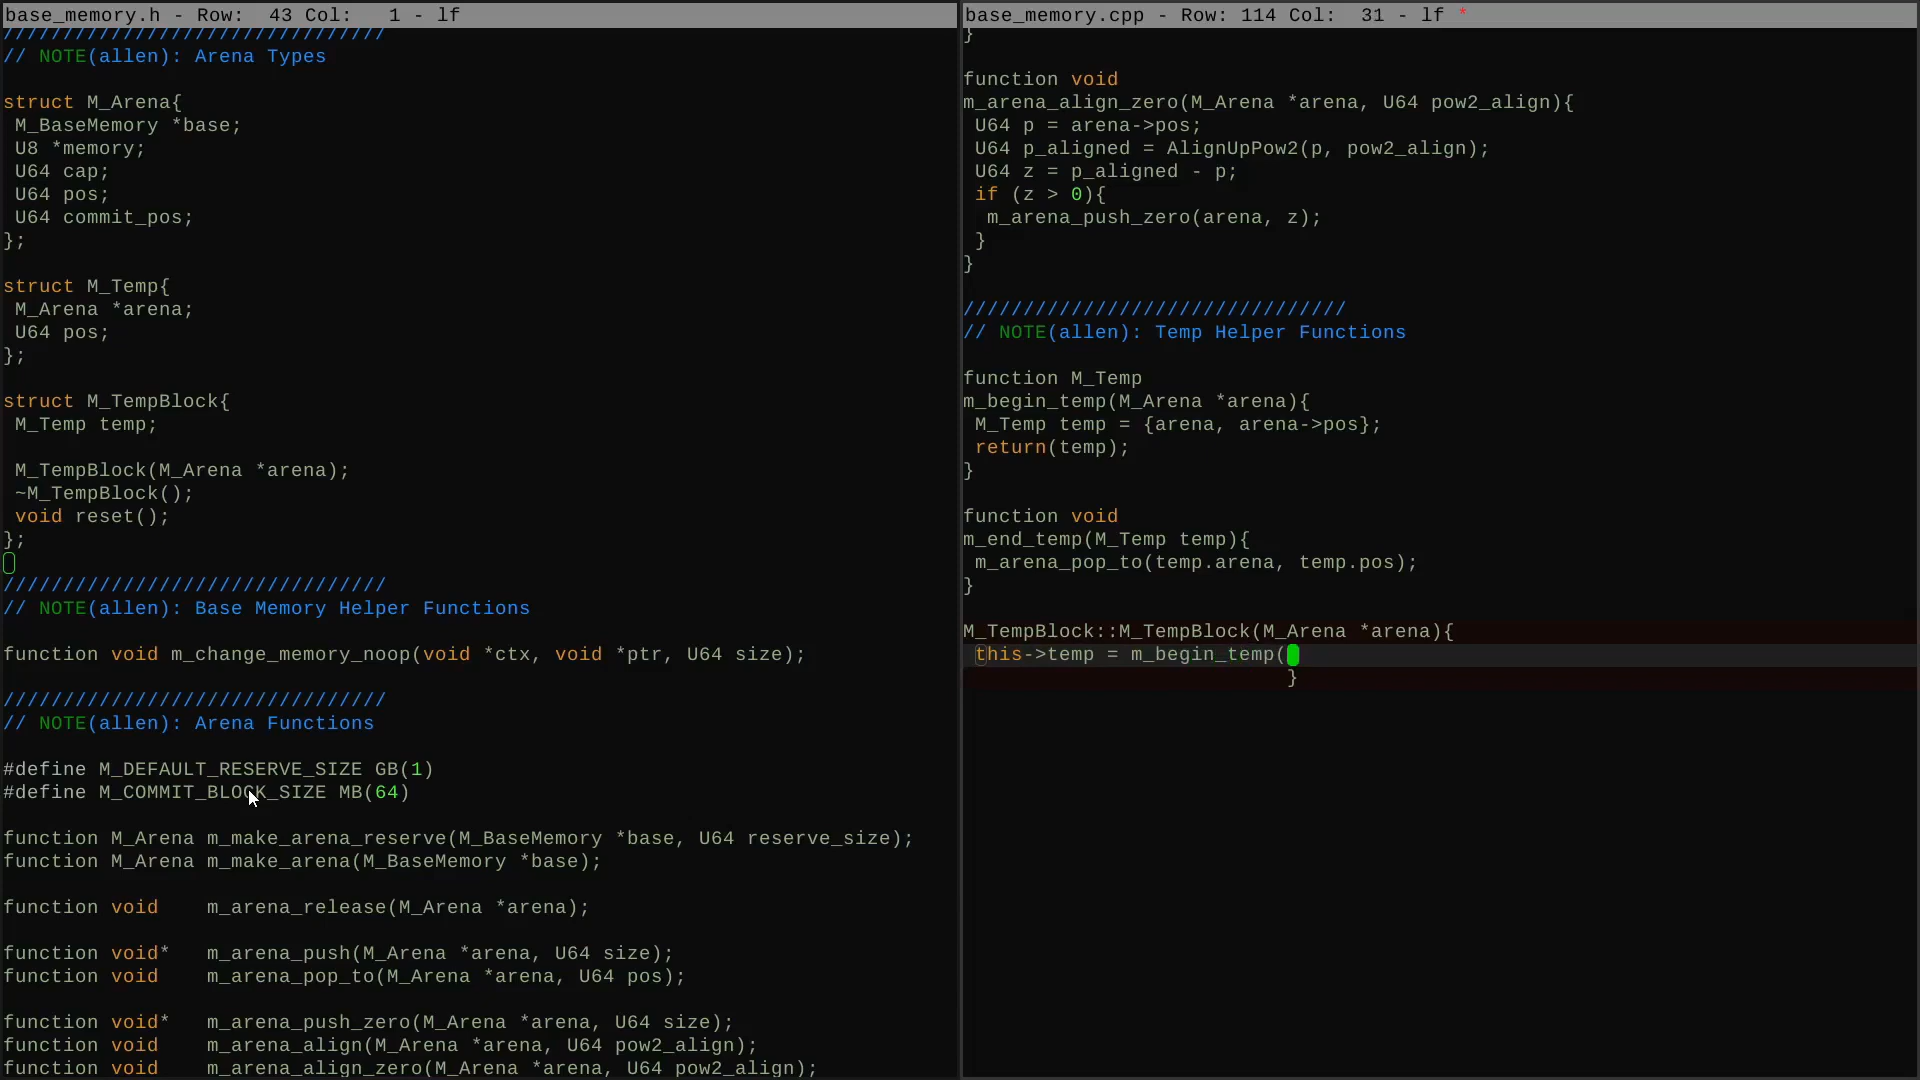 base_memory.h - Row:  43 Col:   1 - lf
////////////////////////////////
// NOTE(allen): Arena Types
struct M_Arena{
 M_BaseMemory *base;
 U8 *memory;
 U64 cap;
 U64 pos;
 U64 commit_pos;
};
struct M_Temp{
 M_Arena *arena;
 U64 pos;
};
struct M_TempBlock{
 M_Temp temp;
 M_TempBlock(M_Arena *arena);
 ~M_TempBlock();
 void reset();
};
////////////////////////////////
// NOTE(allen): Base Memory Helper Functions
function void m_change_memory_noop(void *ctx, void *ptr, U64 size);
////////////////////////////////
// NOTE(allen): Arena Functions
#define M_DEFAULT_RESERVE_SIZE GB(1)
#define M_COMMIT_BLOCK_SIZE MB(64)
function M_Arena m_make_arena_reserve(M_BaseMemory *base, U64 reserve_size);
function M_Arena m_make_arena(M_BaseMemory *base);
function void    m_arena_release(M_Arena *arena);
function void*   m_arena_push(M_Arena *arena, U64 size);
function void    m_arena_pop_to(M_Arena *arena, U64 pos);
function void*   m_arena_push_zero(M_Arena *arena, U64 size);
function void    m_arena_align(M_Arena *arena, U64 pow2_align);
function void    m_arena_align_zero(M_Arena *arena, U64 pow2_align);
base_memory.cpp - Row: 114 Col:  31 - lf *
}
function void
m_arena_align_zero(M_Arena *arena, U64 pow2_align){
 U64 p = arena->pos;
 U64 p_aligned = AlignUpPow2(p, pow2_align);
 U64 z = p_aligned - p;
 if (z > 0){
  m_arena_push_zero(arena, z);
 }
}
////////////////////////////////
// NOTE(allen): Temp Helper Functions
function M_Temp
m_begin_temp(M_Arena *arena){
 M_Temp temp = {arena, arena->pos};
 return(temp);
}
function void
m_end_temp(M_Temp temp){
 m_arena_pop_to(temp.arena, temp.pos);
}
M_TempBlock::M_TempBlock(M_Arena *arena){
 this->temp = m_begin_temp(
                           }